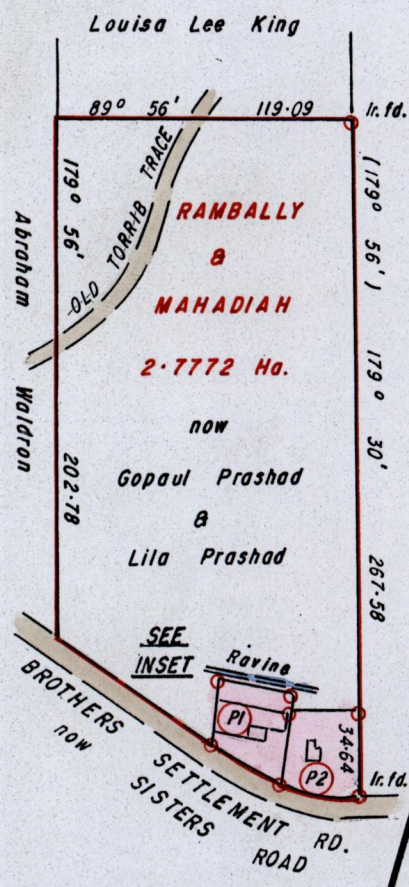 Louisa Lee King
89° 56' 119·09 Ir. fd.
OLD TORRIB TRACE
179° 56'
202·78
Abraham Waldron
(179° 56') 179° 30'
267·58
RAMBALLY
&
MAHADIAH
2·7772 Ha.
now
Gopaul Prashad
&
Lila Prashad
SEE
INSET
Ravine
P1
P2
34·64
Ir. fd.
BROTHERS SETTLEMENT RD.
now SISTERS ROAD